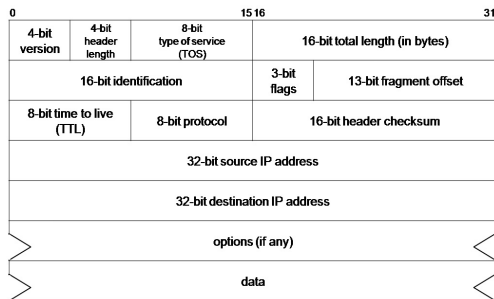 0 15 16 31
4-bit version
4-bit header length
8-bit type of service (TOS)
16-bit total length (in bytes)
16-bit identification
3-bit flags
13-bit fragment offset
8-bit time to live (TTL)
8-bit protocol
16-bit header checksum
32-bit source IP address
32-bit destination IP address
options (if any)
data